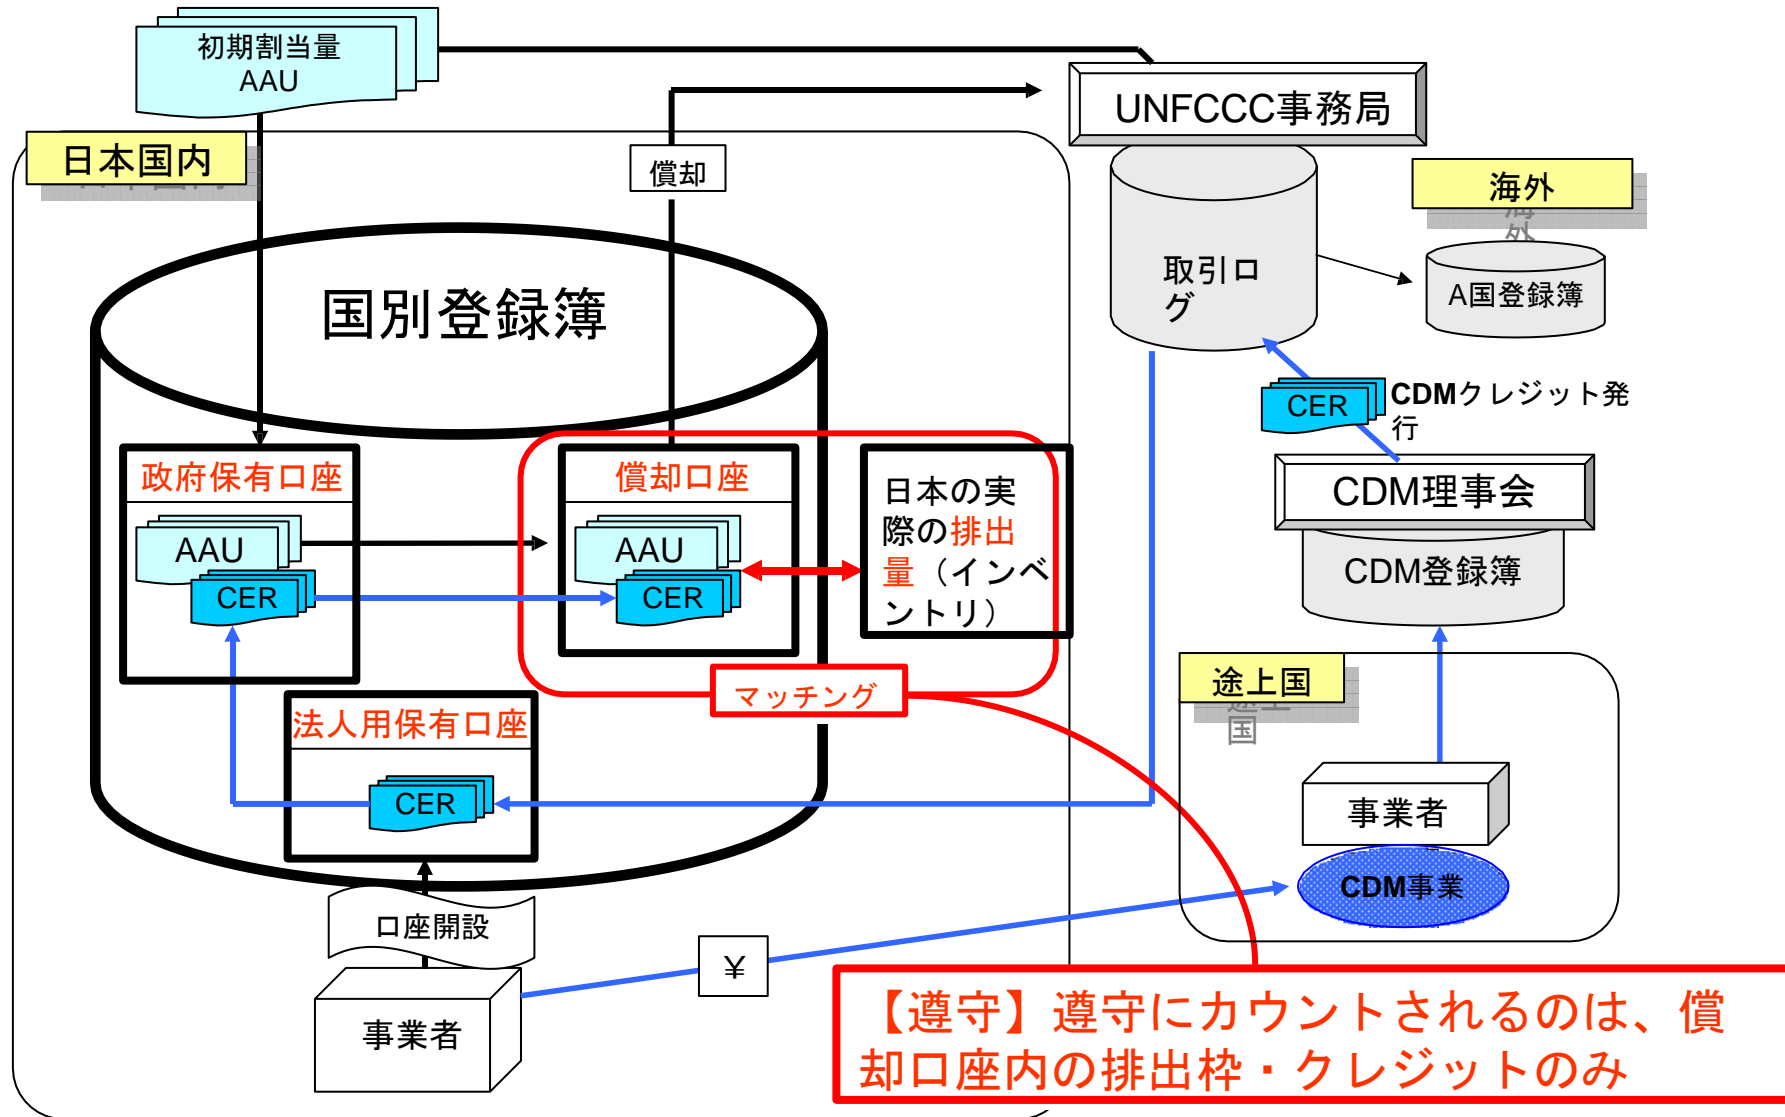 初期割当量
AAU
UNFCCC事務局
日本国内
償却
海外
国別登録簿
取引ロ
グ
A国登録簿
CER
CDMクレジット発
行
政府保有口座
償却口座
日本の実
際の排出
量（インベ
ントリ）
CDM理事会
AAU
CER
AAU
CER
CDM登録簿
マッチング
途上国
法人用保有口座
CER
事業者
CDM事業
口座開設
¥
事業者
【遵守】遵守にカウントされるのは、償
却口座内の排出枠・クレジットのみ